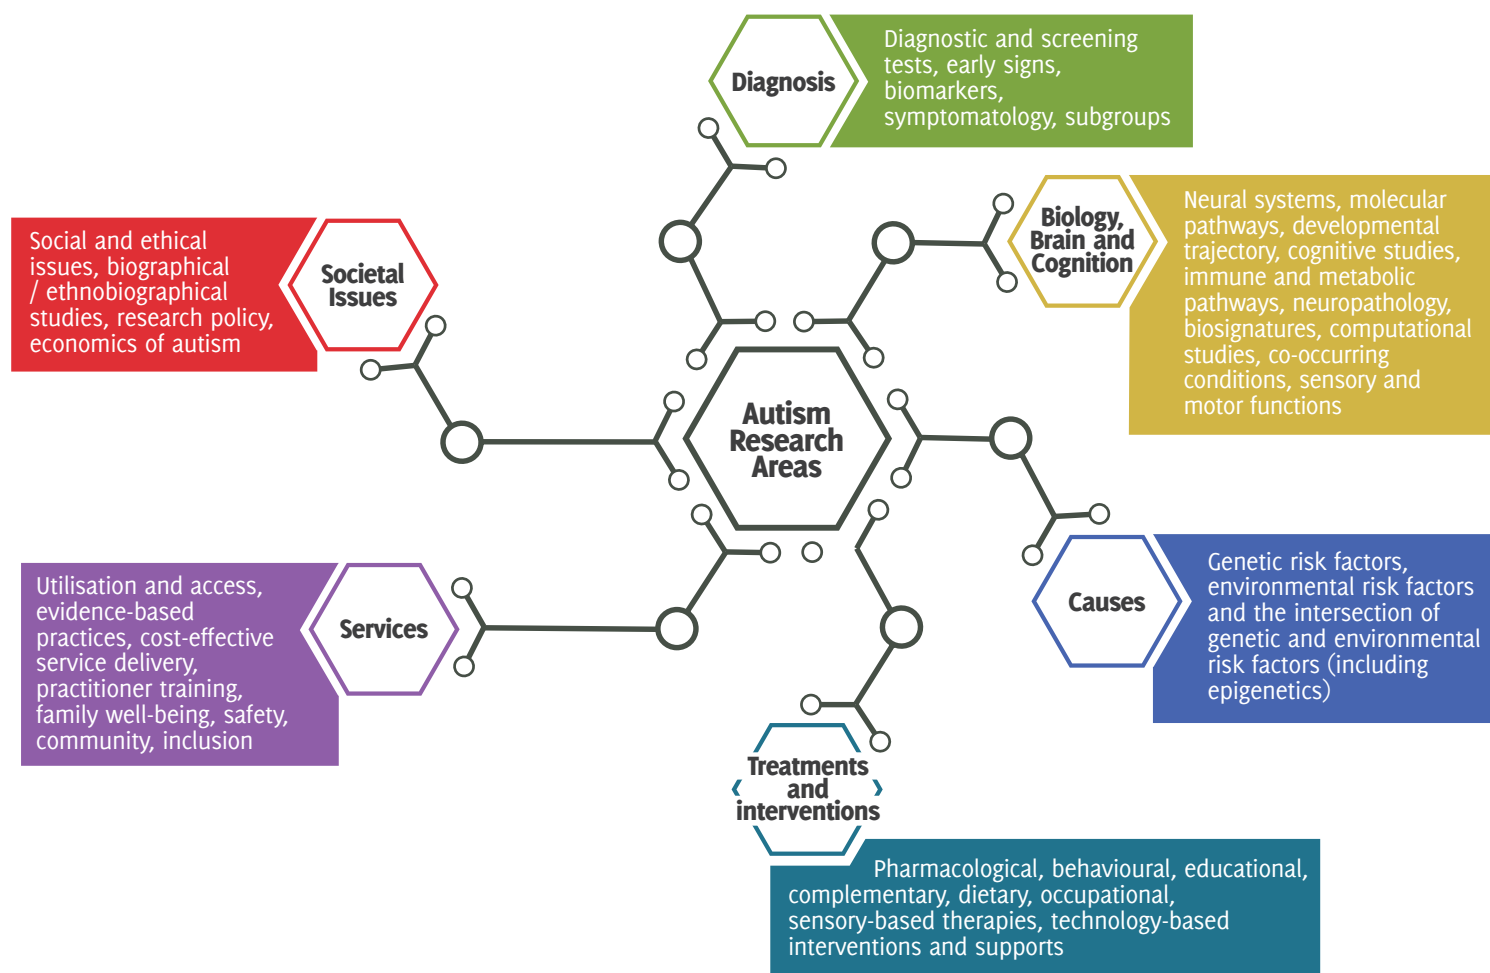 Diagnosis
Diagnostic and screening
tests, early signs,
biomarkers,
symptomatology, subgroups
Biology,
Brain and
Cognition
Neural systems, molecular
pathways, developmental
trajectory, cognitive studies,
immune and metabolic
pathways, neuropathology,
biosignatures, computational
studies, co-occurring
conditions, sensory and
motor functions
Social and ethical
issues, biographical
/ ethnobiographical
studies, research policy,
economics of autism
Societal
Issues
Autism
Research
Areas
Causes
Genetic risk factors,
environmental risk factors
and the intersection of
genetic and environmental
risk factors (including
epigenetics)
Utilisation and access,
evidence-based
practices, cost-effective
service delivery,
practitioner training,
family well-being, safety,
community, inclusion
Services
Treatments
and
interventions
Pharmacological, behavioural, educational,
complementary, dietary, occupational,
sensory-based therapies, technology-based
interventions and supports